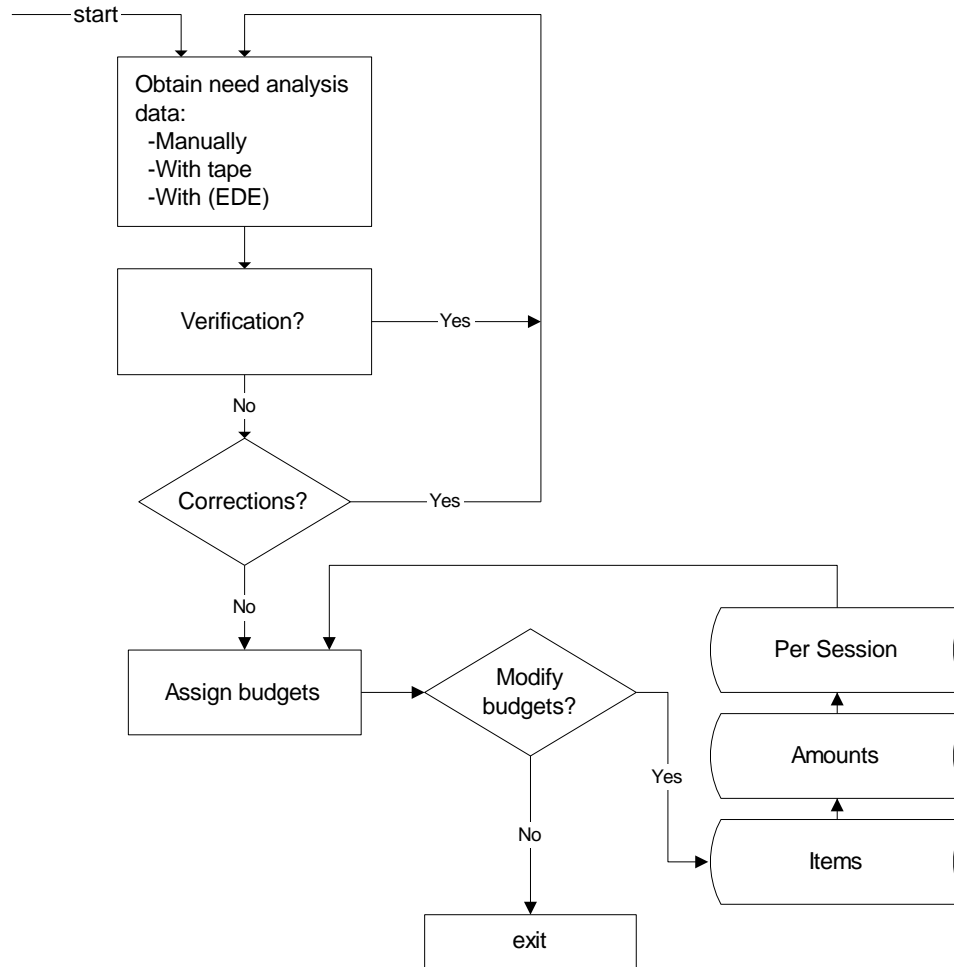 start
Obtain need analysis
data:
-Manually
-With tape
-With (EDE)
Verification?
Yes
No
Corrections?
Yes
No
Assign budgets
Modify
budgets?
Yes
No
Per Session
Amounts
Items
exit